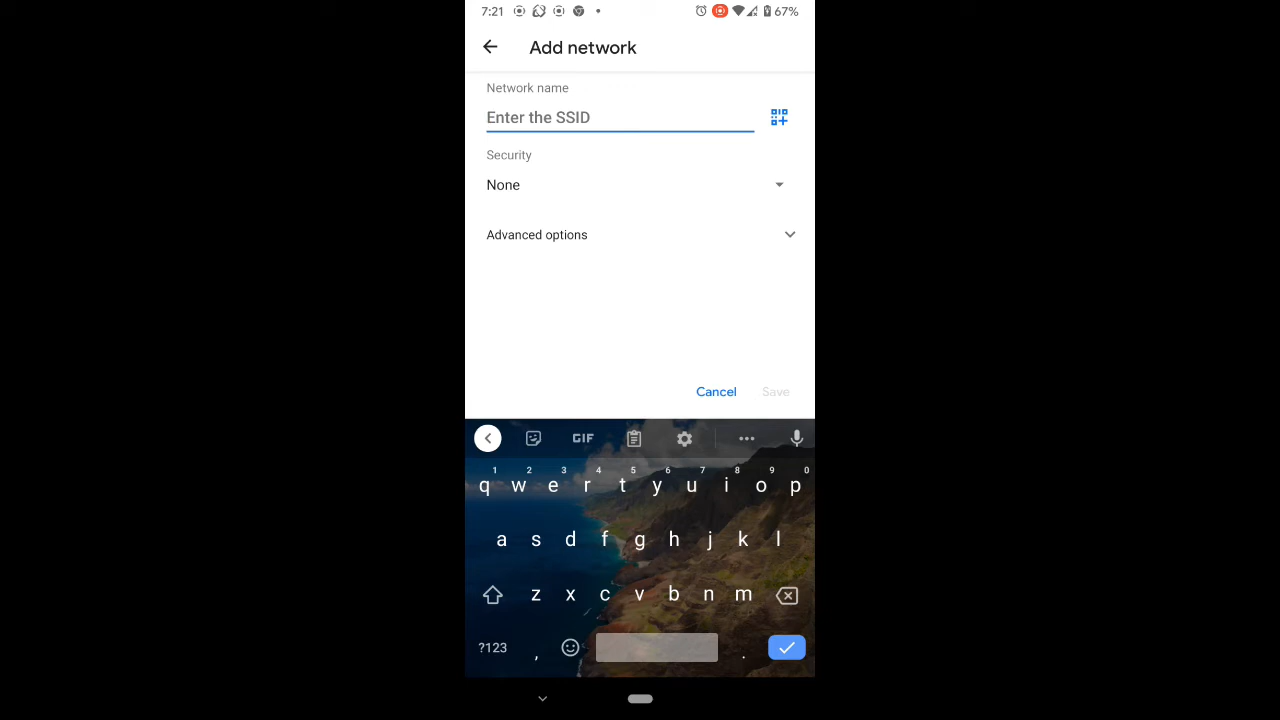 7:21 67%
Add network
Network name
Enter the SSID
Security
None
Advanced options
Cancel Save
GIF
1 2 3 4 5 6 7 8 9 0
q w e r t y u i o p
a s d f g h j k l
z x c v b n m
?123 , .